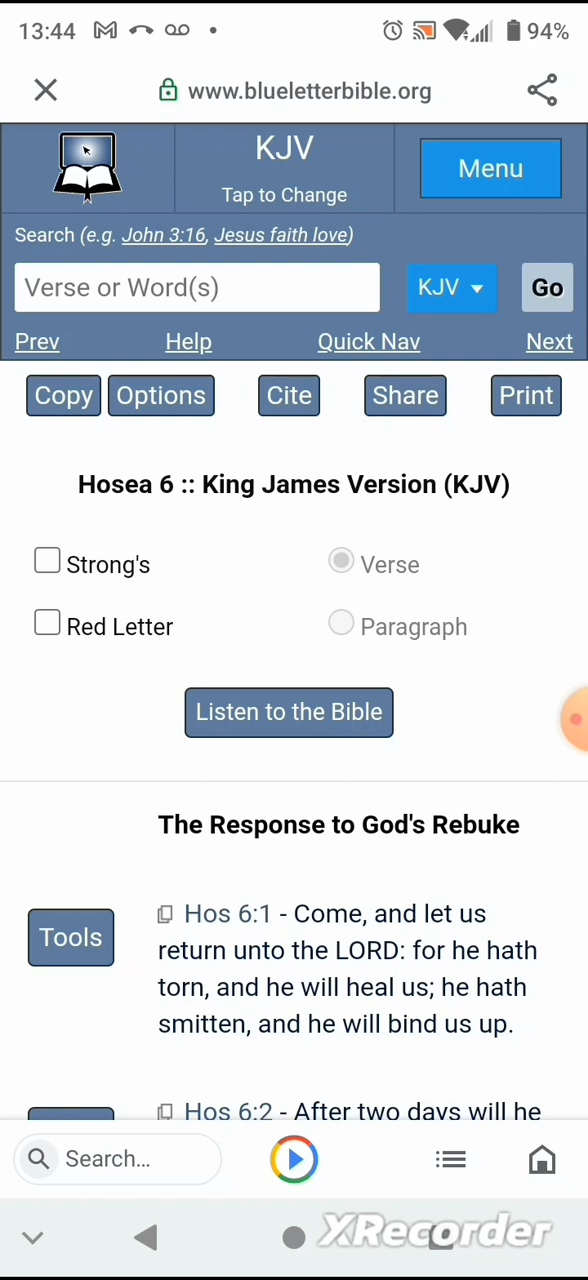 13:44 94%
www.blueletterbible.org
KJV
Tap to Change
Menu
Search (e.g. John 3:16, Jesus faith love)
Verse or Word(s) KJV Go
Prev Help Quick Nav Next
Copy Options Cite Share Print
Hosea 6 :: King James Version (KJV)
Strong's Verse
Red Letter Paragraph
Listen to the Bible
The Response to God's Rebuke
Tools
Hos 6:1 - Come, and let us
return unto the LORD: for he hath
torn, and he will heal us; he hath
smitten, and he will bind us up.
Hos 6:2 - After two days will he
Search...
XRecorder